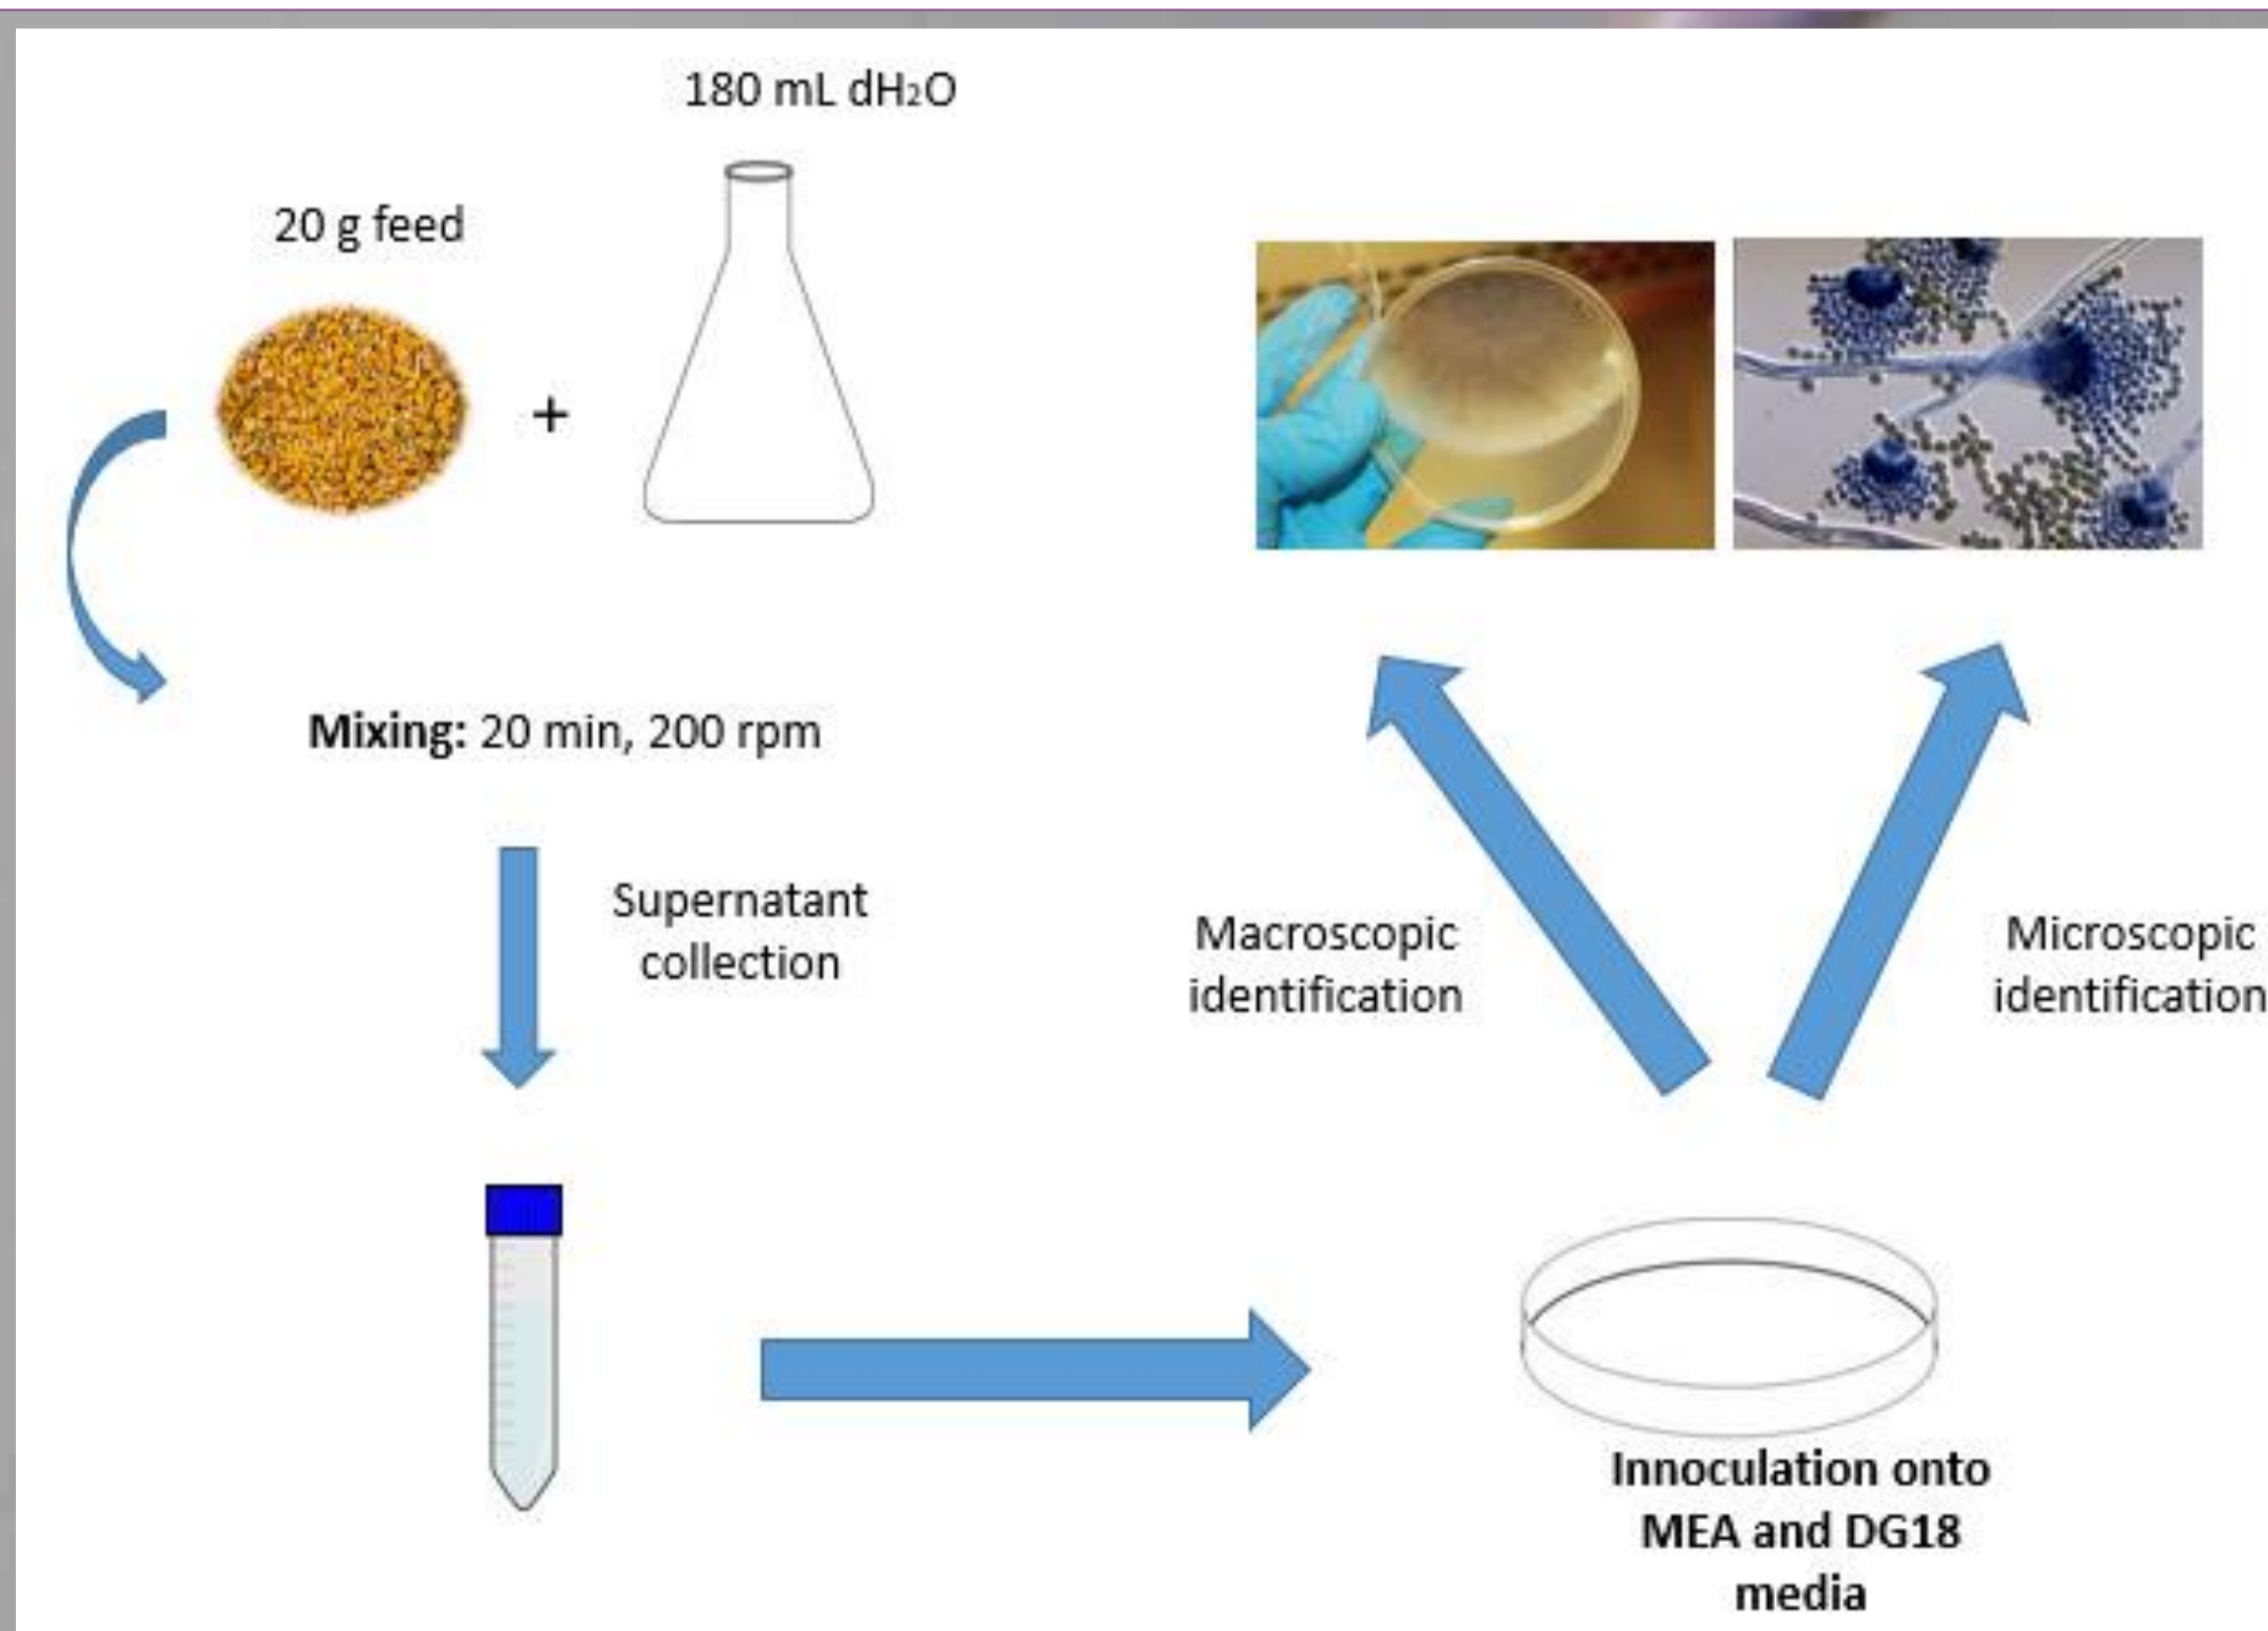 180 mL dH₂O
20 g feed
+
Mixing: 20 min, 200 rpm
Supernatant
collection
Macroscopic
identification
Microscopic
identification
Innoculation onto
MEA and DG18
media